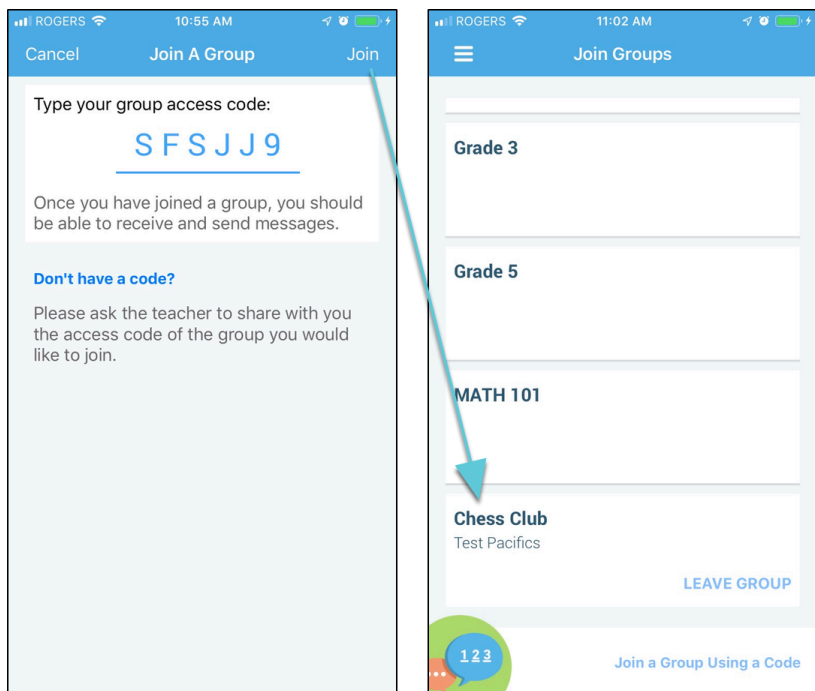 ROGERS 10:55 AM
Cancel Join A Group Join
Type your group access code:
SFSJJ9
Once you have joined a group, you should
be able to receive and send messages.
Don't have a code?
Please ask the teacher to share with you
the access code of the group you would
like to join.
ROGERS 11:02 AM
Join Groups
Grade 3
Grade 5
MATH 101
Chess Club
Test Pacifics
LEAVE GROUP
123
Join a Group Using a Code